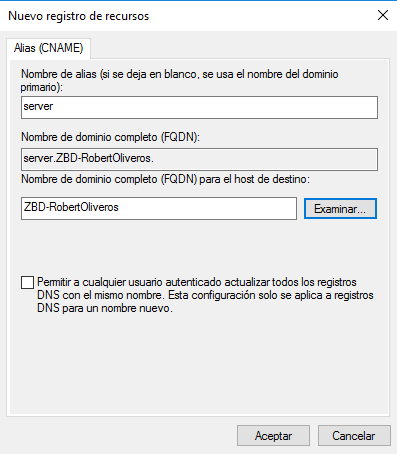 Nuevo registro de recursos
Alias (CNAME)
Nombre de alias (si se deja en blanco, se usa el nombre del dominio
primario):
server
Nombre de dominio completo (FQDN):
server.ZBD-RobertOliveros.
Nombre de dominio completo (FQDN) para el host de destino:
ZBD-RobertOliveros
Examinar...
Permitir a cualquier usuario autenticado actualizar todos los registros
DNS con el mismo nombre. Esta configuración solo se aplica a registros
DNS para un nombre nuevo.
Aceptar
Cancelar